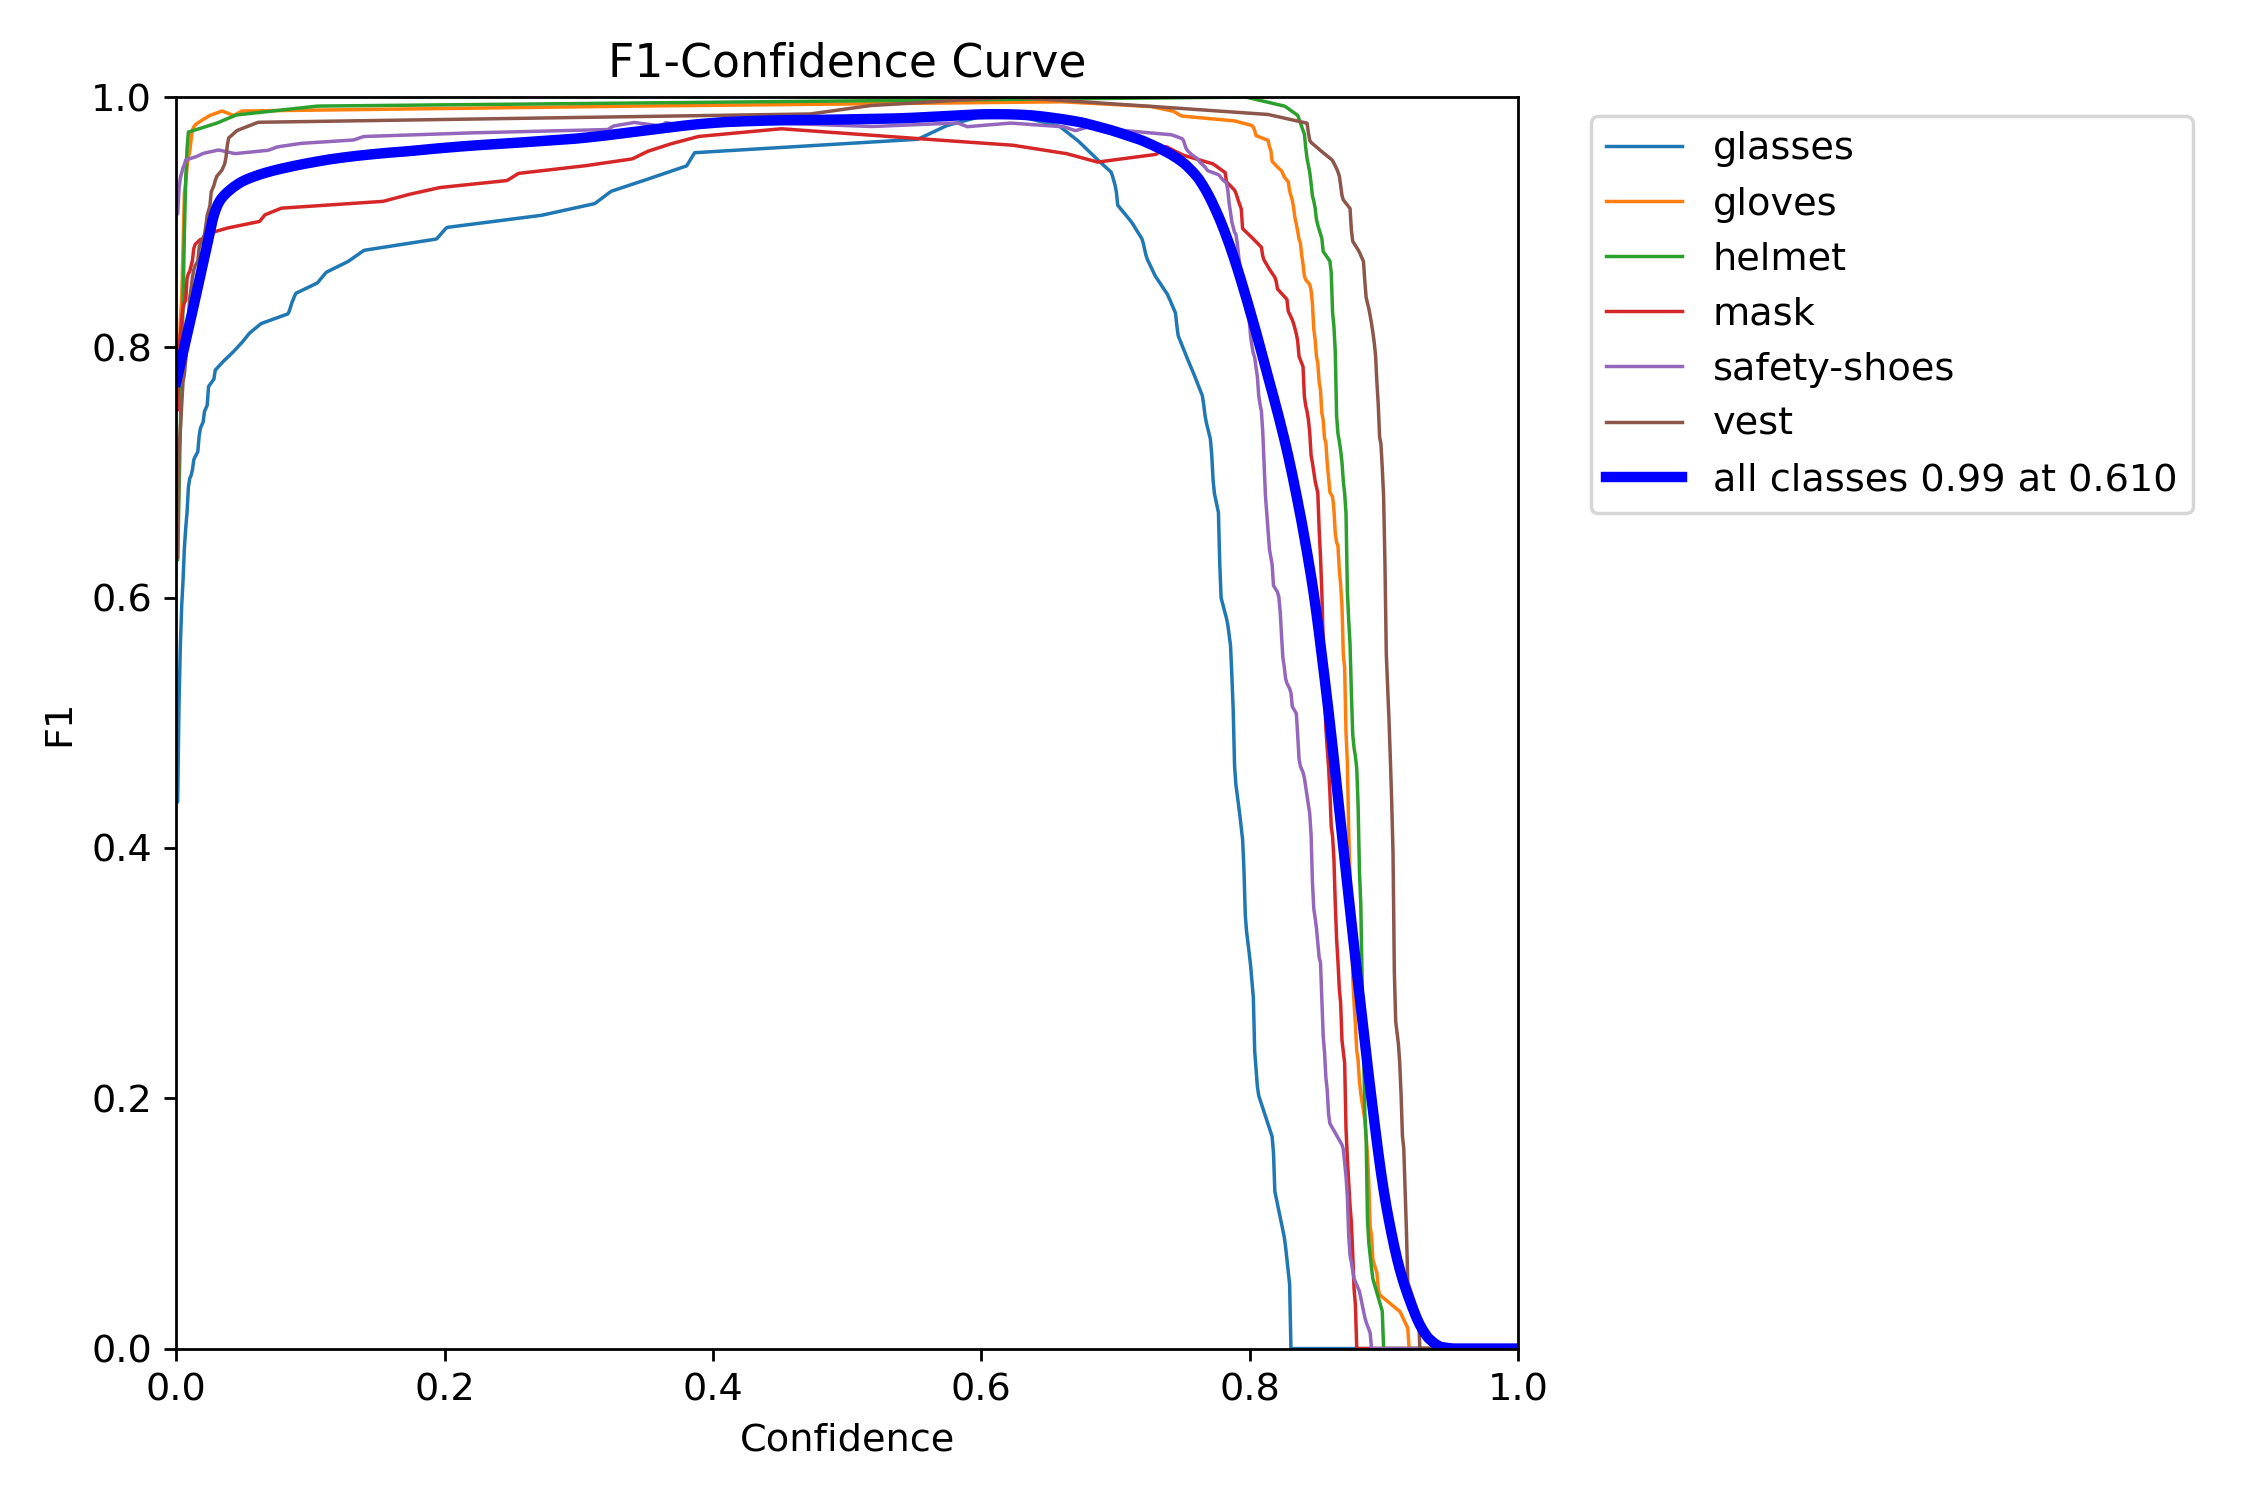 F1-Confidence Curve
1.0
0.8
0.6
0.4
0.2
0.0
F1
0.0 0.2 0.4 0.6 0.8 1.0
Confidence
glasses
gloves
helmet
mask
safety-shoes
vest
all classes 0.99 at 0.610